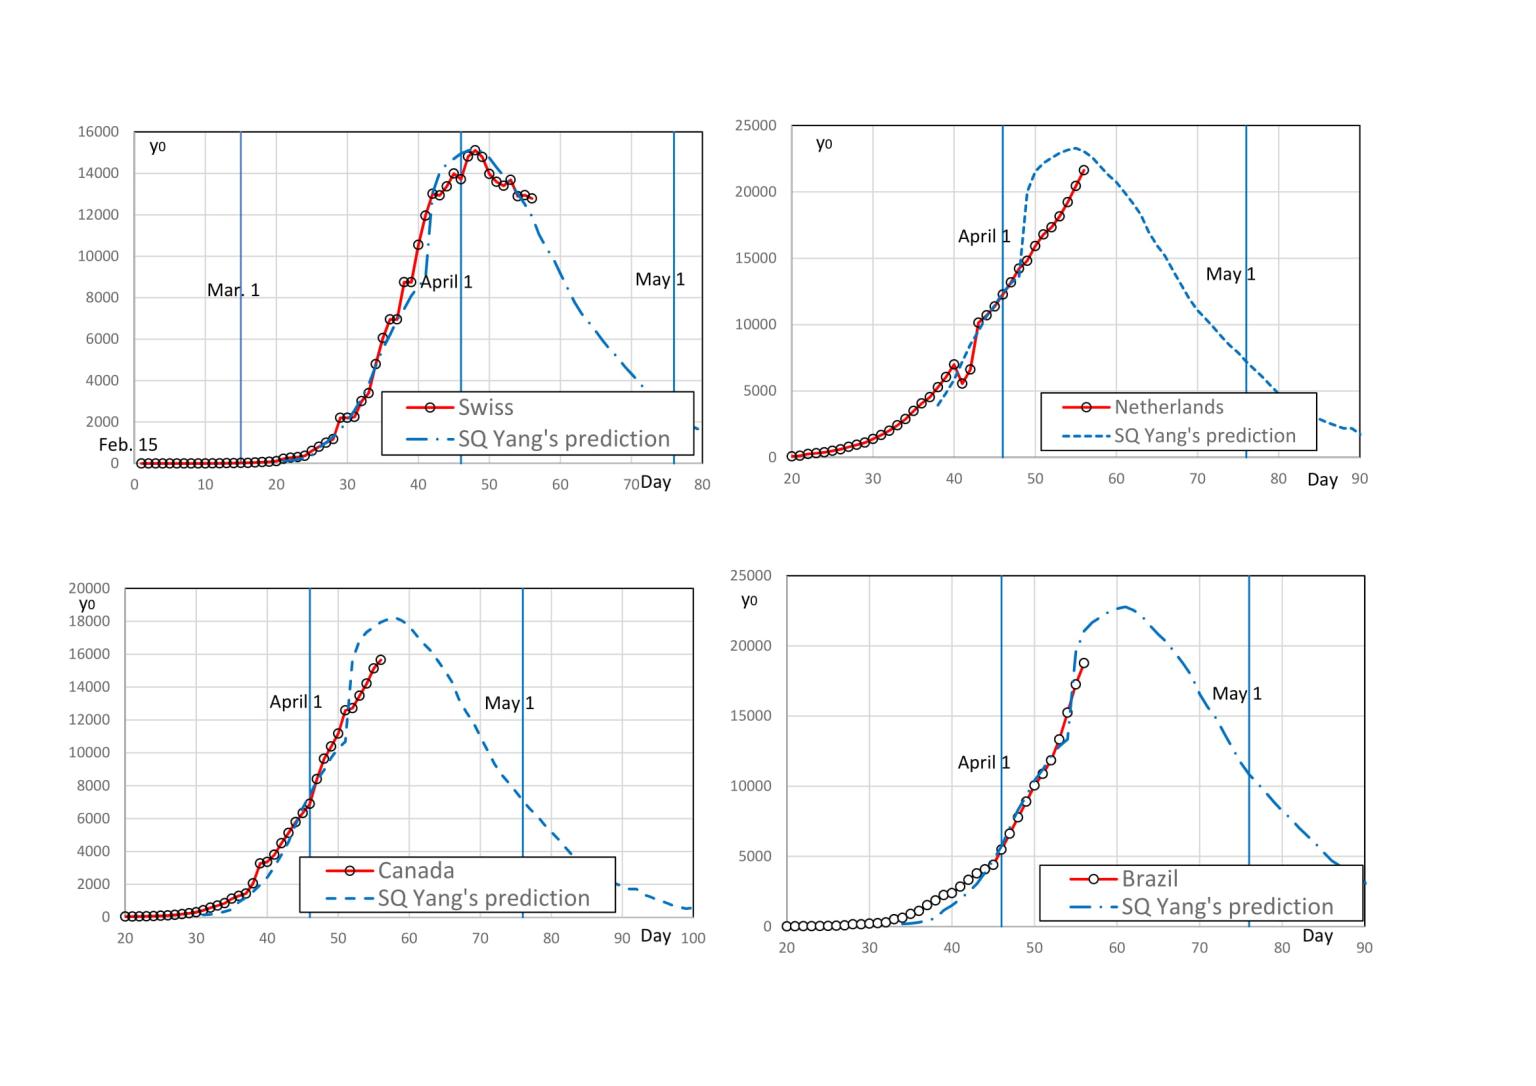 16000
y0
14000
12000
10000
April 1
May 1
Mar. 1
8000
6000
4000
Swiss
2000
SQ Yang's prediction
Feb. 15
0
0 10 20 30 40 50 60 70 Day 80
25000
y0
20000
April 1
15000
May 1
10000
5000
Netherlands
SQ Yang's prediction
0
20 30 40 50 60 70 80 Day 90
20000
y0
18000
16000
14000
April 1
May 1
12000
10000
8000
6000
4000
Canada
2000
SQ Yang's prediction
0
20 30 40 50 60 70 80 90 Day 100
25000
y0
20000
May 1
15000
April 1
10000
5000
Brazil
SQ Yang's prediction
0
20 30 40 50 60 70 80 Day 90